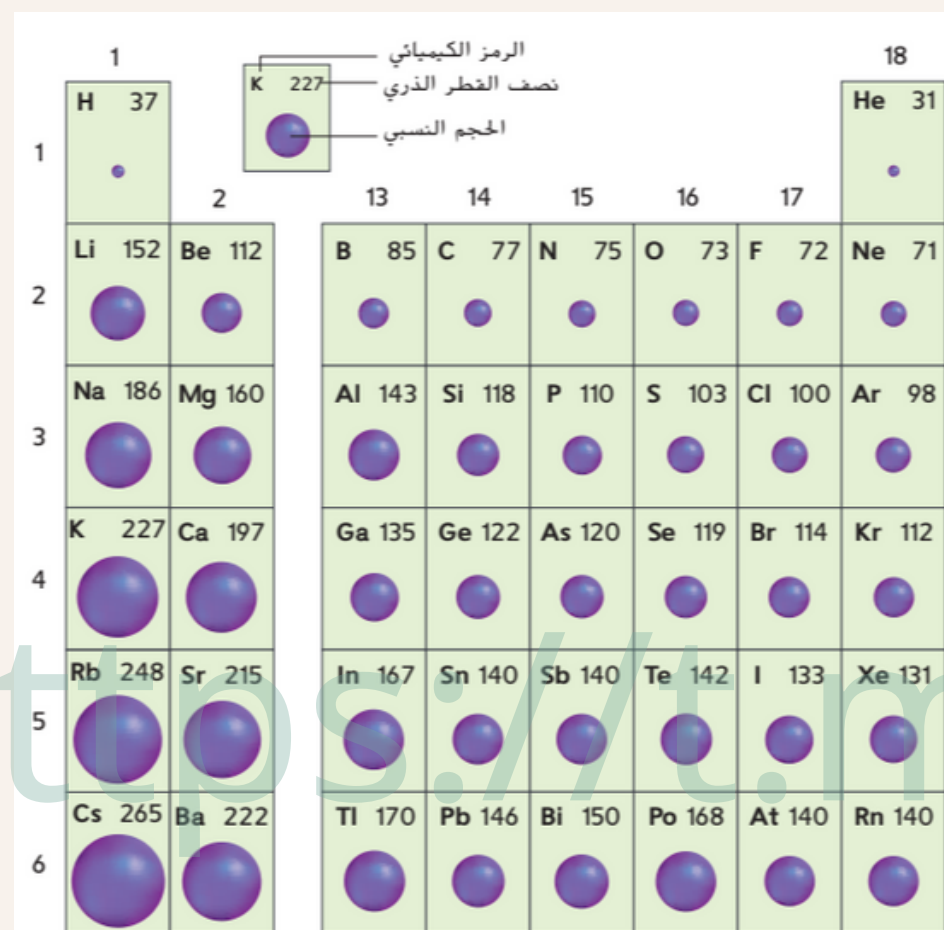 1 الرمز الكيميائي 18
K 227 نصف القطر الذري
H 37 He 31
الحجم النسبي
1
2 13 14 15 16 17
Li 152 Be 112 B 85 C 77 N 75 O 73 F 72 Ne 71
2
Na 186 Mg 160 Al 143 Si 118 P 110 S 103 Cl 100 Ar 98
3
K 227 Ca 197 Ga 135 Ge 122 As 120 Se 119 Br 114 Kr 112
4
Rb 248 Sr 215 In 167 Sn 140 Sb 140 Te 142 I 133 Xe 131
5
ttps://t.m
Cs 265 Ba 222 Tl 170 Pb 146 Bi 150 Po 168 At 140 Rn 140
6